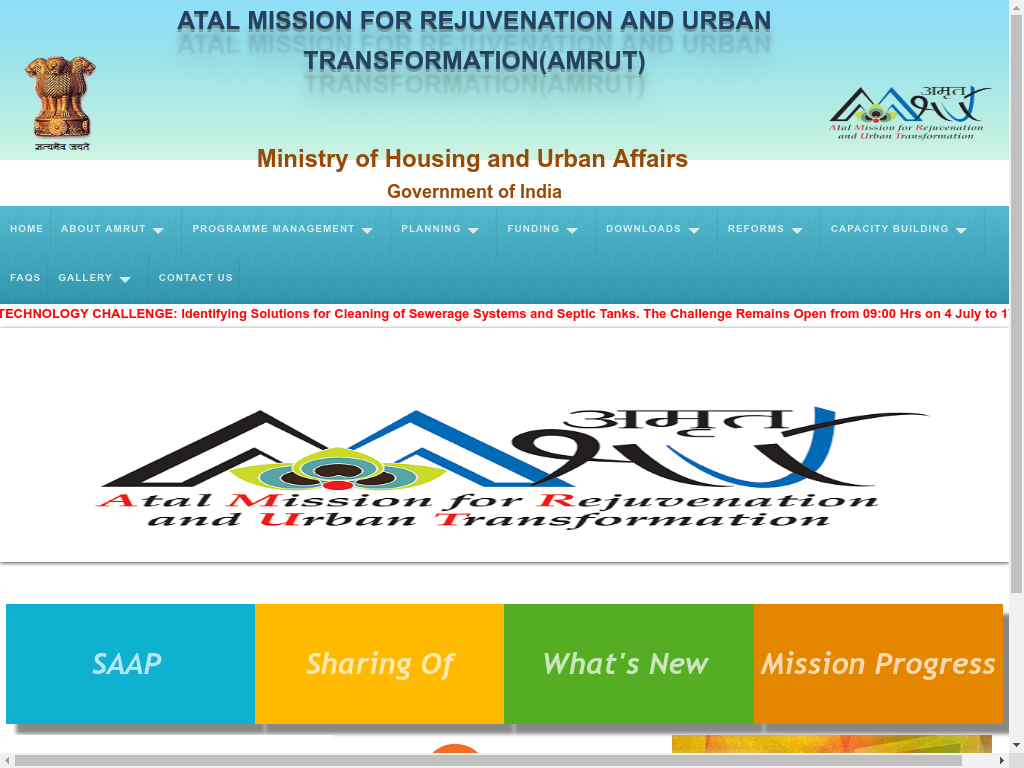 ATAL MISSION FOR REJUVENATION AND URBAN
TRANSFORMATION(AMRUT)
सत्यमेव जयते
अमृत
Atal Mission for Rejuvenation
and Urban Transformation
Ministry of Housing and Urban Affairs
Government of India
HOME ABOUT AMRUT PROGRAMME MANAGEMENT PLANNING FUNDING DOWNLOADS REFORMS CAPACITY BUILDING
FAQS GALLERY CONTACT US
TECHNOLOGY CHALLENGE: Identifying Solutions for Cleaning of Sewerage Systems and Septic Tanks. The Challenge Remains Open from 09:00 Hrs on 4 July to
अमृत
Atal Mission for Rejuvenation
and Urban Transformation
SAAP Sharing Of What's New Mission Progress